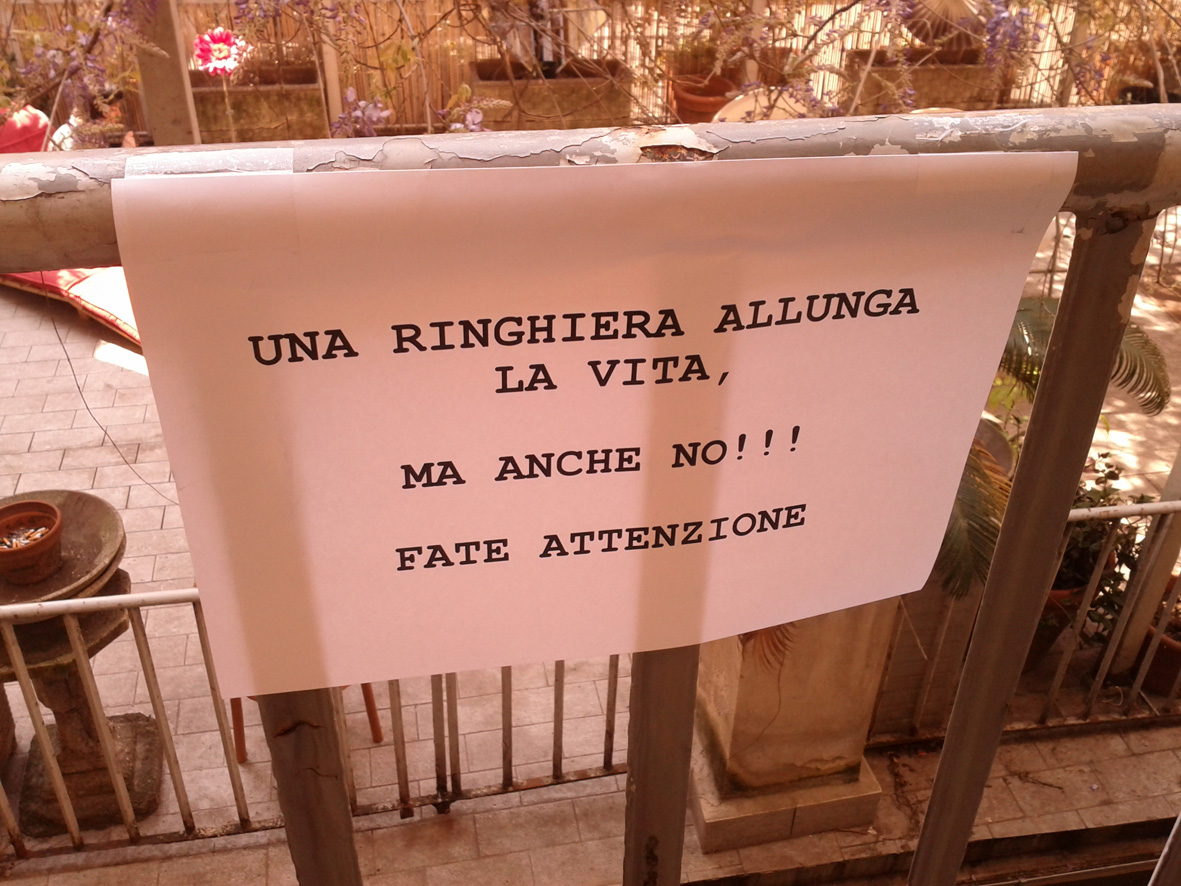 UNA RINGHIERA ALLUNGA
LA VITA,
MA ANCHE NO!!!
FATE ATTENZIONE